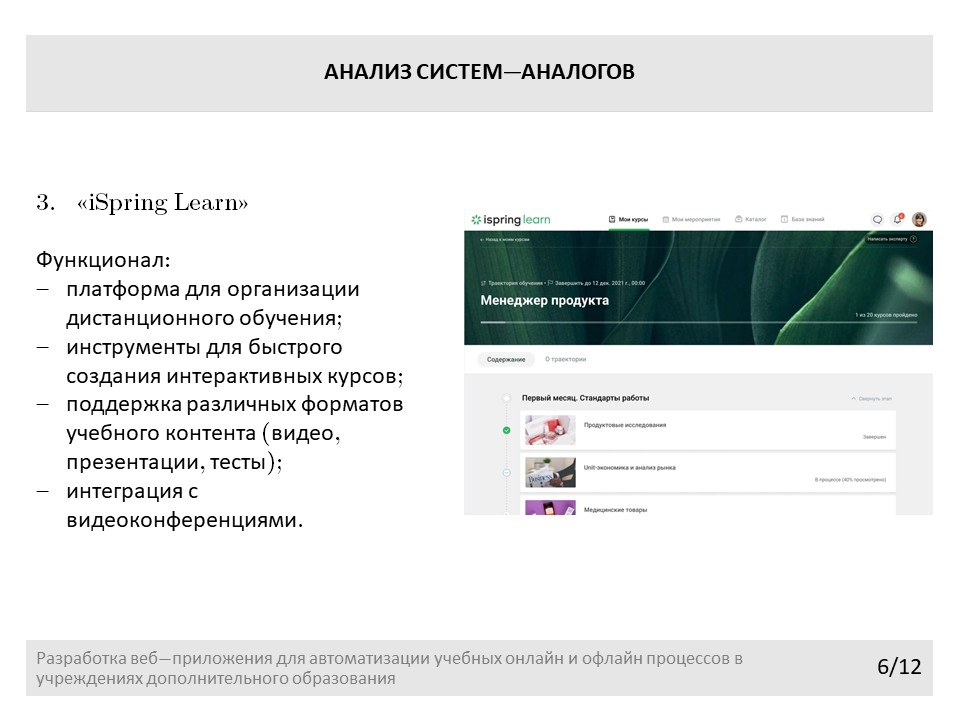 АНАЛИЗ СИСТЕМ—АНАЛОГОВ
3. «iSpring Learn»
Функционал:
– платформа для организации
дистанционного обучения;
– инструменты для быстрого
создания интерактивных курсов;
– поддержка различных форматов
учебного контента (видео,
презентации, тесты);
– интеграция с
видеоконференциями.
ispring learn
Мои курсы
Мои мероприятия
Каталог
База знаний
← Назад к моим курсам
Написать эксперту
Траектория обучения • Завершить до 12 дек. 2021 г., 00:00
Менеджер продукта
1 из 20 курсов пройдено
Содержание
О траектории
Первый месяц. Стандарты работы
Свернуть этап
Продуктовые исследования
Завершен
Unit-экономика и анализ рынка
В процессе (40% просмотрено)
Медицинские товары
Разработка веб—приложения для автоматизации учебных онлайн и офлайн процессов в
учреждениях дополнительного образования
6/12